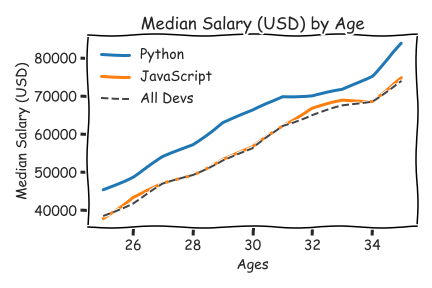 Median Salary (USD) by Age
Python
JavaScript
All Devs
Median Salary (USD)
80000
70000
60000
50000
40000
26 28 30 32 34
Ages